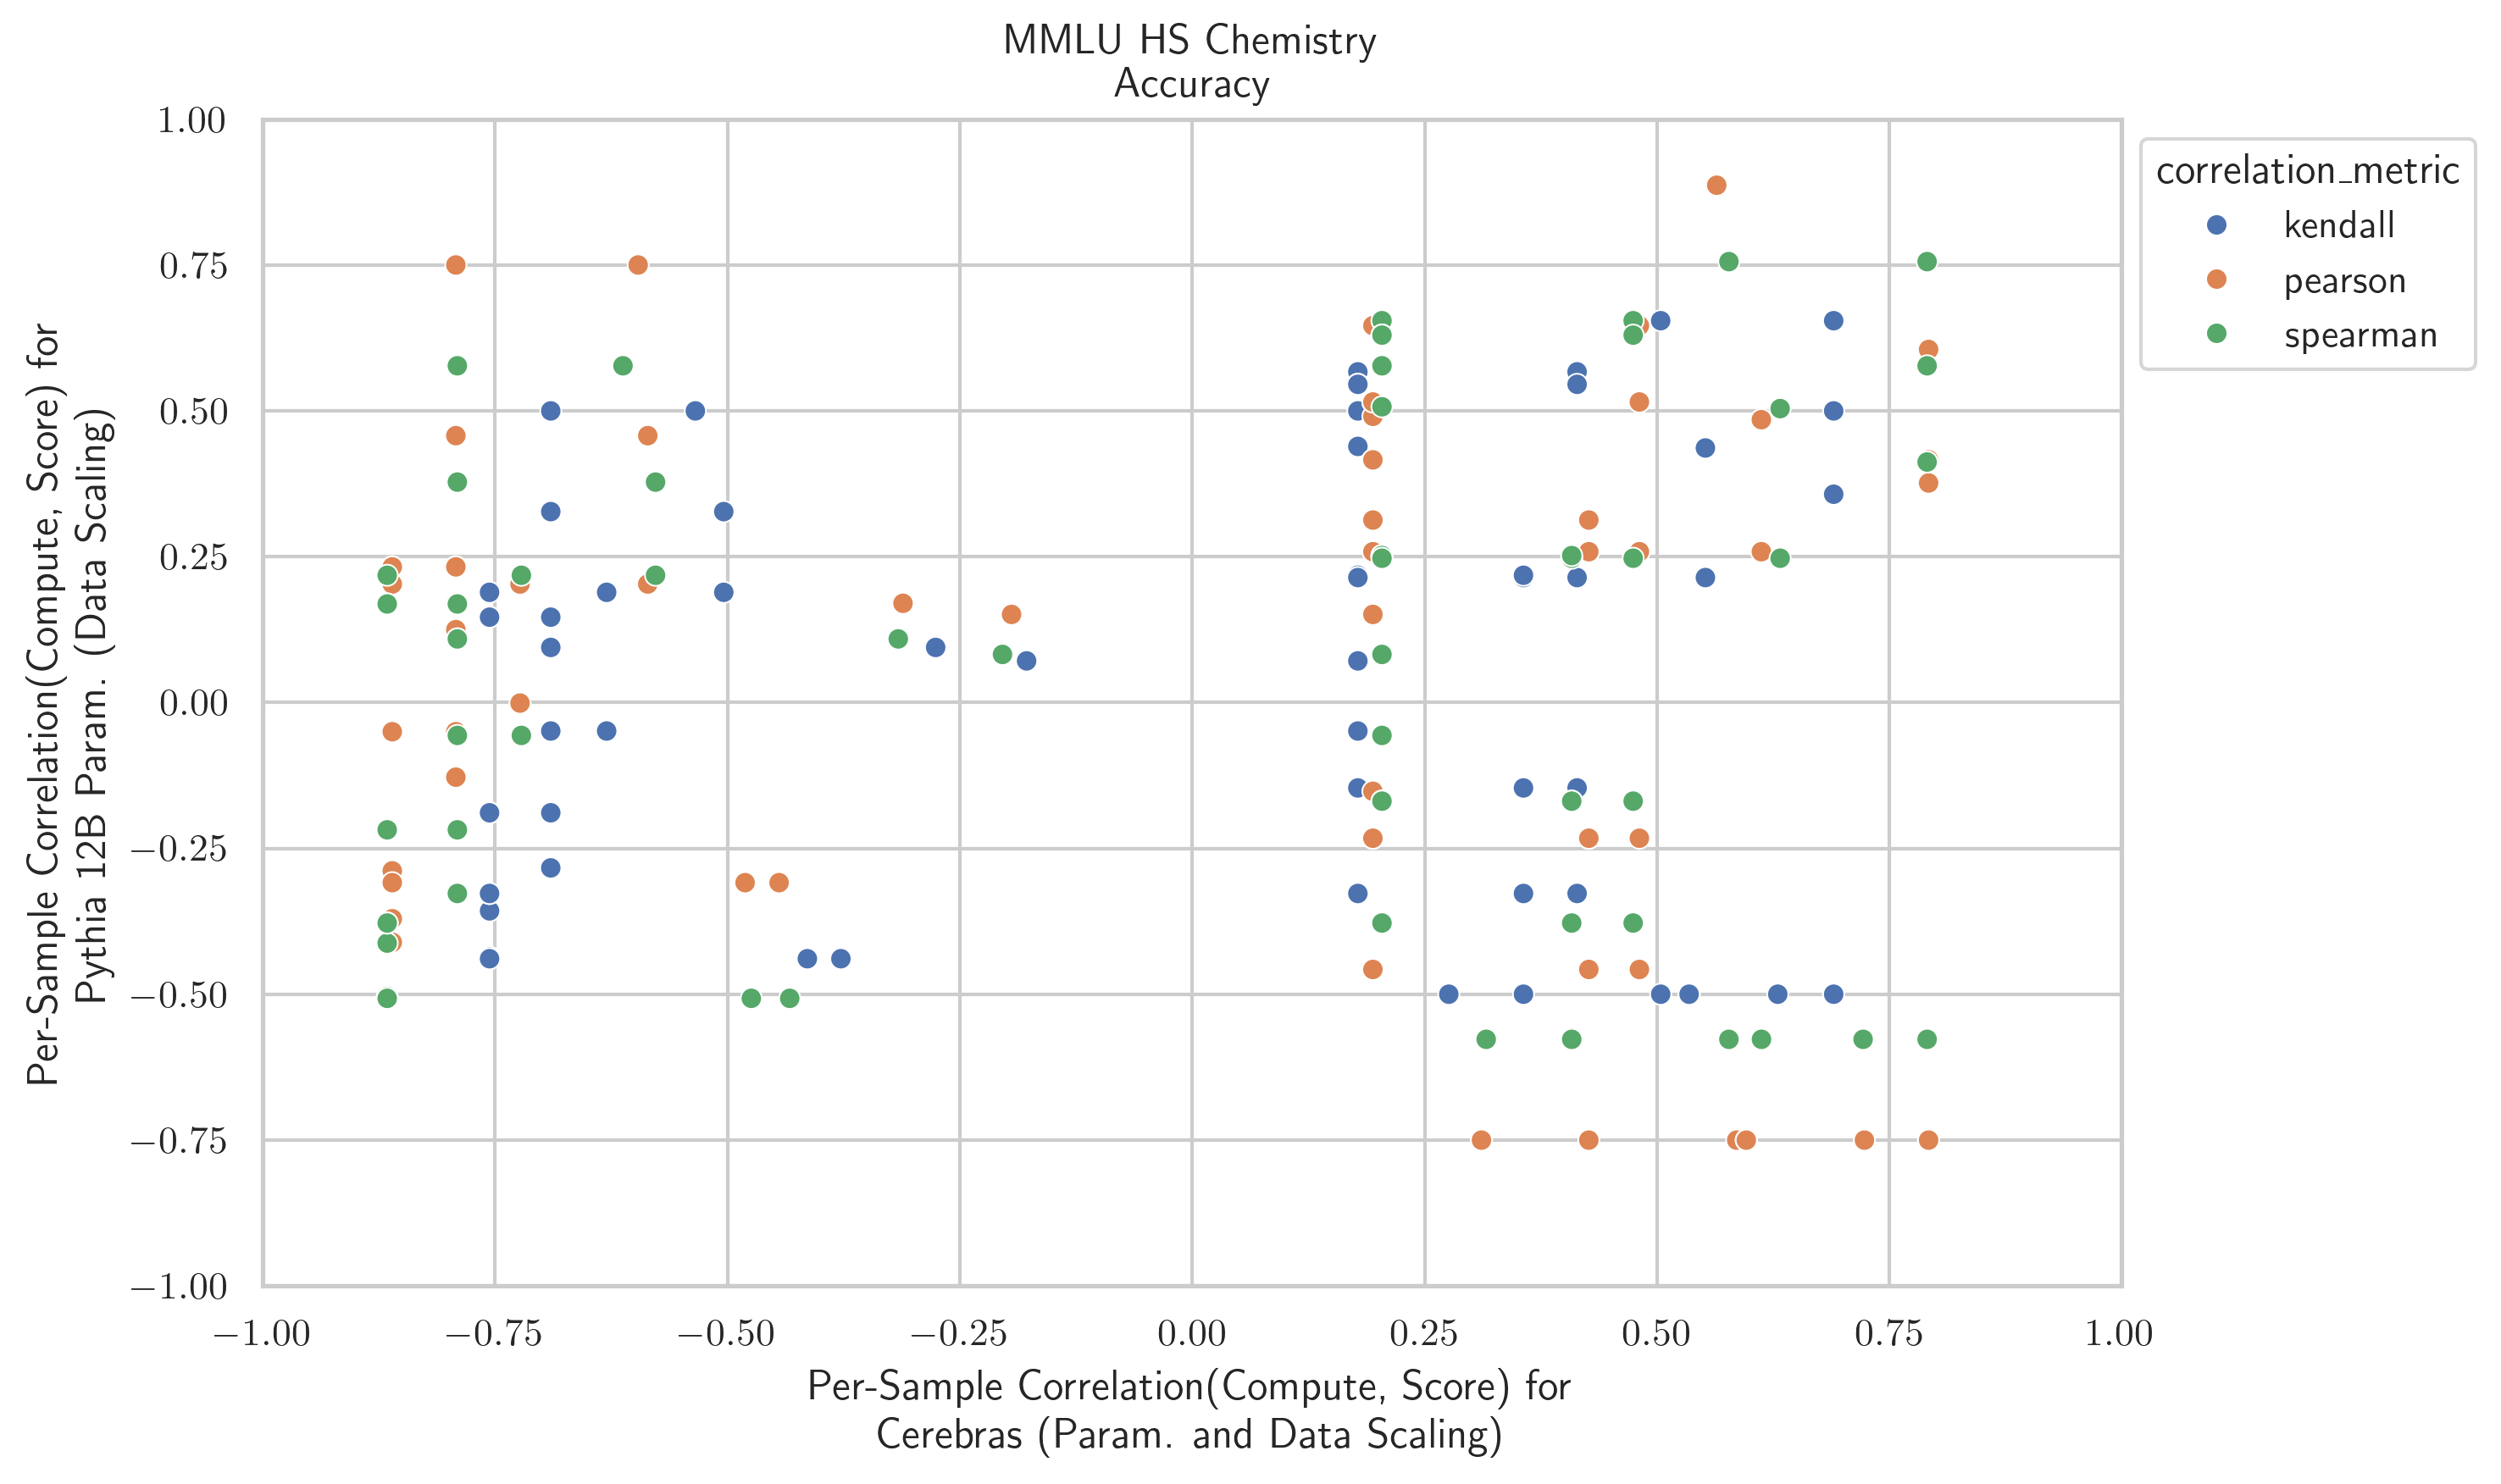 MMLU HS Chemistry
Accuracy
Per-Sample Correlation(Compute, Score) for
Pythia 12B Param. (Data Scaling)
1.00
0.75
0.50
0.25
0.00
−0.25
−0.50
−0.75
−1.00
−1.00
−0.75
−0.50
−0.25
0.00
0.25
0.50
0.75
1.00
Per-Sample Correlation(Compute, Score) for
Cerebras (Param. and Data Scaling)
correlation_metric
kendall
pearson
spearman